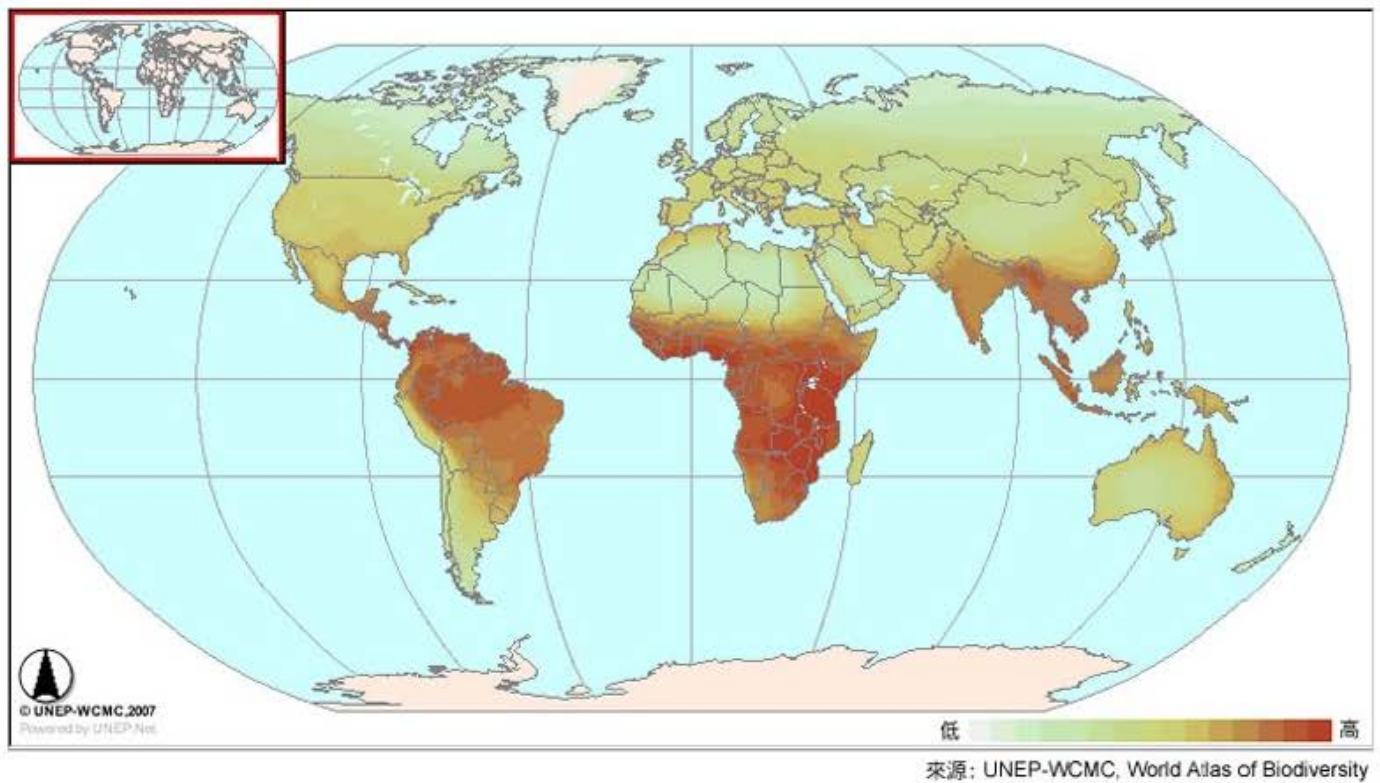 © UNEP-WCMC,2007
Powered by UNEP.Net
低 高
來源: UNEP-WCMC, World Atlas of Biodiversity